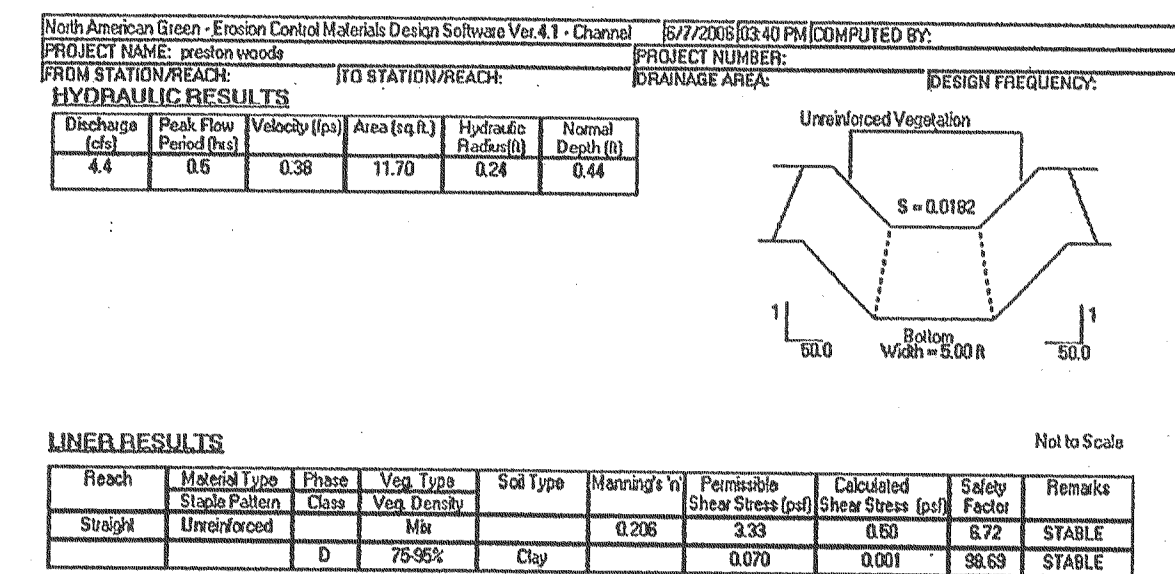 North American Green - Erosion Control Materials Design Software Ver.4.1 - Channel 6/7/2006 03:40 PM COMPUTED BY:
PROJECT NAME: preston woods PROJECT NUMBER:
FROM STATION/REACH: TO STATION/REACH: DRAINAGE AREA: DESIGN FREQUENCY:
HYDRAULIC RESULTS
Discharge (cfs) Peak Flow Period (hrs) Velocity (fps) Area (sq.ft.) Hydraulic Radius(ft) Normal Depth (ft)
4.4 0.5 0.38 11.70 0.24 0.44
Unreinforced Vegetation
S = 0.0182
1 1
50.0 Bottom Width = 5.00 ft 50.0
LINER RESULTS
Not to Scale
Reach Material Type Phase Veg. Type Soil Type Manning's 'n' Permissible Shear Stress (psf) Calculated Shear Stress (psf) Safety Factor Remarks
Staple Pattern Class Veg. Density
Straight Unreinforced Mix 0.206 3.33 0.50 6.72 STABLE
D 75-95% Clay 0.070 0.001 98.69 STABLE